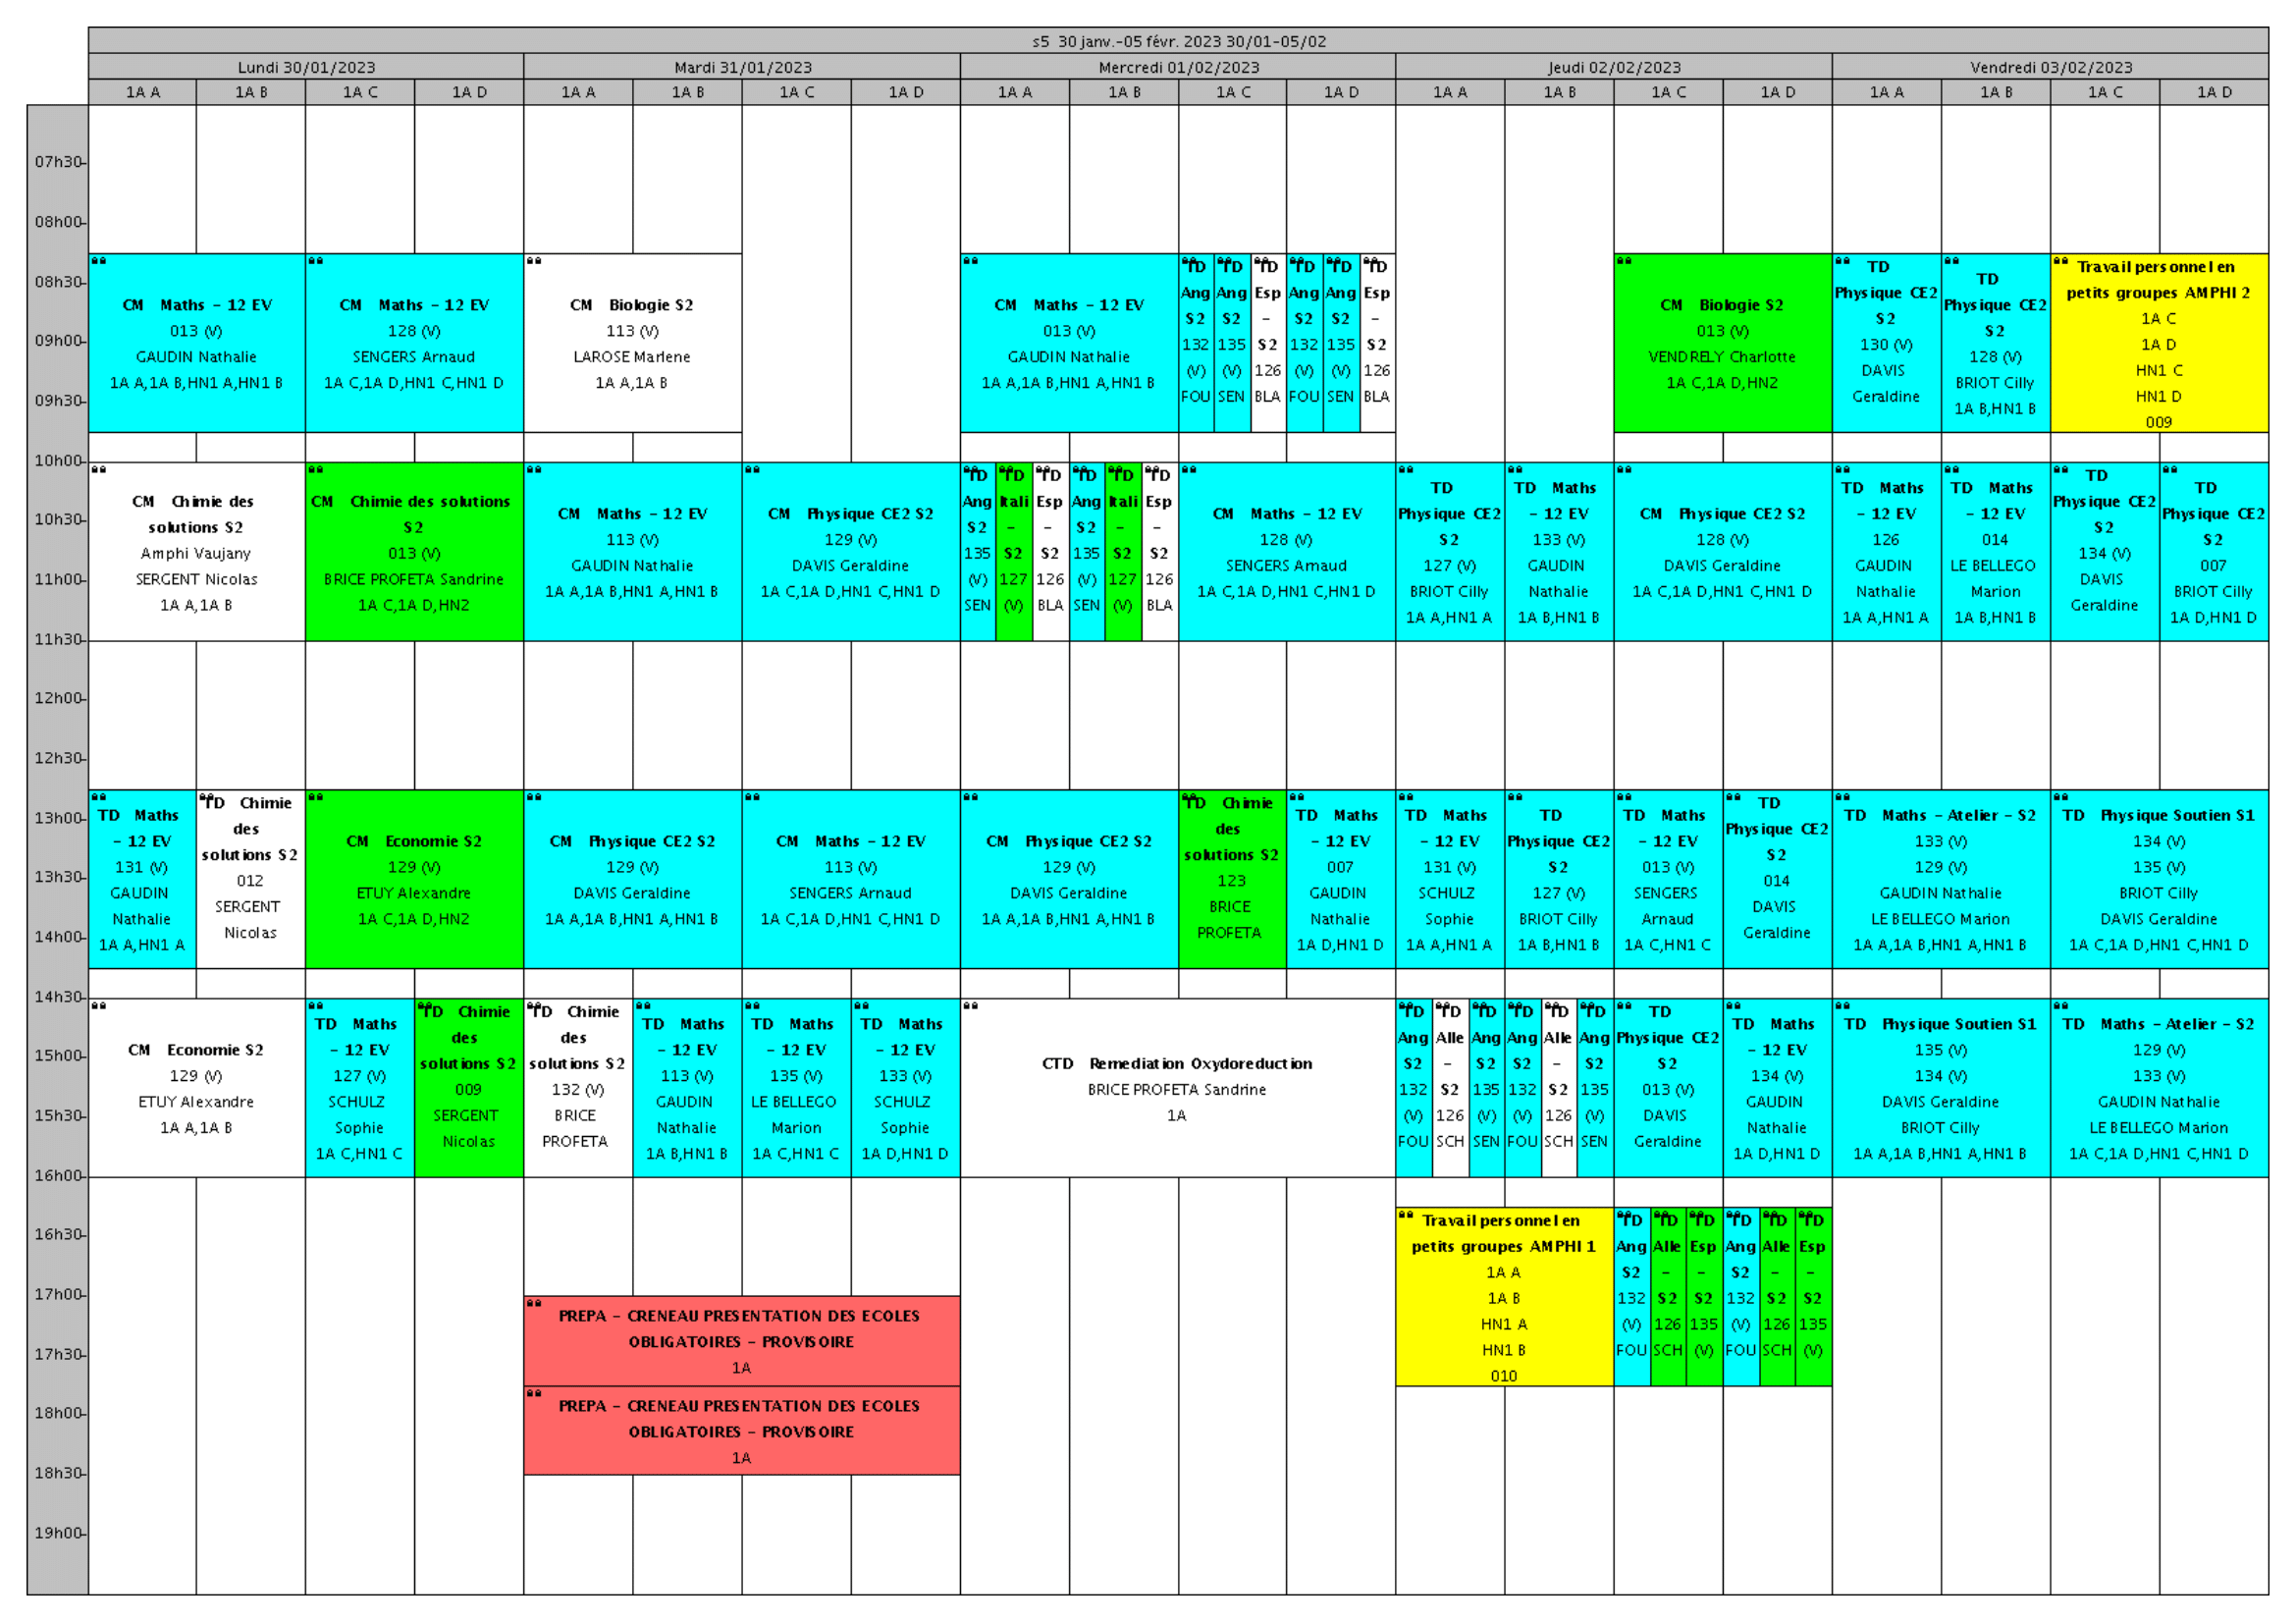 s5 30 janv.-05 févr. 2023 30/01-05/02
Lundi 30/01/2023
Mardi 31/01/2023
Mercredi 01/02/2023
Jeudi 02/02/2023
Vendredi 03/02/2023
1A A
1A B
1A C
1A D
1A A
1A B
1A C
1A D
1A A
1A B
1A C
1A D
1A A
1A B
1A C
1A D
1A A
1A B
1A C
1A D
07h30
08h00
08h30
09h00
09h30
CM Maths - 12 EV
013 (V)
GAUDIN Nathalie
1A A,1A B,HN1 A,HN1 B
CM Maths - 12 EV
128 (V)
SENGERS Arnaud
1A C,1A D,HN1 C,HN1 D
CM Biologie S2
113 (V)
LAROSE Marlene
1A A,1A B
CM Maths - 12 EV
013 (V)
GAUDIN Nathalie
1A A,1A B,HN1 A,HN1 B
TD
Ang
S2
132
(V)
FOU
TD
Ang
S2
135
(V)
SEN
TD
Esp
-
S2
126
BLA
TD
Ang
S2
132
(V)
FOU
TD
Ang
S2
135
(V)
SEN
TD
Esp
-
S2
126
BLA
CM Biologie S2
013 (V)
VENDRELY Charlotte
1A C,1A D,HN2
TD
Physique CE2
S2
130 (V)
DAVIS
Geraldine
TD
Physique CE2
S2
128 (V)
BRIOT Cilly
1A B,HN1 B
Travail personnel en
petits groupes AMPHI 2
1A C
1A D
HN1 C
HN1 D
009
10h00
10h30
11h00
11h30
CM Chimie des
solutions S2
Amphi Vaujany
SERGENT Nicolas
1A A,1A B
CM Chimie des solutions
S2
013 (V)
BRICE PROFETA Sandrine
1A C,1A D,HN2
CM Maths - 12 EV
113 (V)
GAUDIN Nathalie
1A A,1A B,HN1 A,HN1 B
CM Physique CE2 S2
129 (V)
DAVIS Geraldine
1A C,1A D,HN1 C,HN1 D
TD
Ang
S2
135
(V)
SEN
TD
Itali
-
S2
127
(V)
TD
Esp
-
S2
126
BLA
TD
Ang
S2
135
(V)
SEN
TD
Itali
-
S2
127
(V)
TD
Esp
-
S2
126
BLA
CM Maths - 12 EV
128 (V)
SENGERS Arnaud
1A C,1A D,HN1 C,HN1 D
TD
Physique CE2
S2
127 (V)
BRIOT Cilly
1A A,HN1 A
TD Maths
- 12 EV
133 (V)
GAUDIN
Nathalie
1A B,HN1 B
CM Physique CE2 S2
128 (V)
DAVIS Geraldine
1A C,1A D,HN1 C,HN1 D
TD Maths
- 12 EV
126
GAUDIN
Nathalie
1A A,HN1 A
TD Maths
- 12 EV
014
LE BELLEGO
Marion
1A B,HN1 B
TD
Physique CE2
S2
134 (V)
DAVIS
Geraldine
TD
Physique CE2
S2
007
BRIOT Cilly
1A D,HN1 D
12h00
12h30
13h00
13h30
14h00
TD Maths
- 12 EV
131 (V)
GAUDIN
Nathalie
1A A,HN1 A
TD Chimie
des
solutions S2
012
SERGENT
Nicolas
CM Economie S2
129 (V)
ETUY Alexandre
1A C,1A D,HN2
CM Physique CE2 S2
129 (V)
DAVIS Geraldine
1A A,1A B,HN1 A,HN1 B
CM Maths - 12 EV
113 (V)
SENGERS Arnaud
1A C,1A D,HN1 C,HN1 D
CM Physique CE2 S2
129 (V)
DAVIS Geraldine
1A A,1A B,HN1 A,HN1 B
TD Chimie
des
solutions S2
123
BRICE
PROFETA
TD Maths
- 12 EV
007
GAUDIN
Nathalie
1A D,HN1 D
TD Maths
- 12 EV
131 (V)
SCHULZ
Sophie
1A A,HN1 A
TD
Physique CE2
S2
127 (V)
BRIOT Cilly
1A B,HN1 B
TD Maths
- 12 EV
013 (V)
SENGERS
Arnaud
1A C,HN1 C
TD
Physique CE2
S2
014
DAVIS
Geraldine
TD Maths - Atelier - S2
133 (V)
129 (V)
GAUDIN Nathalie
LE BELLEGO Marion
1A A,1A B,HN1 A,HN1 B
TD Physique Soutien S1
134 (V)
135 (V)
BRIOT Cilly
DAVIS Geraldine
1A C,1A D,HN1 C,HN1 D
14h30
15h00
15h30
16h00
CM Economie S2
129 (V)
ETUY Alexandre
1A A,1A B
TD Maths
- 12 EV
127 (V)
SCHULZ
Sophie
1A C,HN1 C
TD Chimie
des
solutions S2
009
SERGENT
Nicolas
TD Chimie
des
solutions S2
132 (V)
BRICE
PROFETA
TD Maths
- 12 EV
113 (V)
GAUDIN
Nathalie
1A B,HN1 B
TD Maths
- 12 EV
135 (V)
LE BELLEGO
Marion
1A C,HN1 C
TD Maths
- 12 EV
133 (V)
SCHULZ
Sophie
1A D,HN1 D
CTD Remediation Oxydoreduction
BRICE PROFETA Sandrine
1A
TD
Ang
S2
132
(V)
FOU
TD
Alle
-
S2
126
SCH
TD
Ang
S2
135
(V)
SEN
TD
Ang
S2
132
(V)
FOU
TD
Alle
-
S2
126
SCH
TD
Ang
S2
135
(V)
SEN
TD
Physique CE2
S2
013 (V)
DAVIS
Geraldine
TD Maths
- 12 EV
134 (V)
GAUDIN
Nathalie
1A D,HN1 D
TD Physique Soutien S1
135 (V)
134 (V)
DAVIS Geraldine
BRIOT Cilly
1A A,1A B,HN1 A,HN1 B
TD Maths - Atelier - S2
129 (V)
133 (V)
GAUDIN Nathalie
LE BELLEGO Marion
1A C,1A D,HN1 C,HN1 D
16h30
17h00
17h30
18h00
18h30
19h00
PREPA - CRENEAU PRESENTATION DES ECOLES
OBLIGATOIRES - PROVISOIRE
1A
PREPA - CRENEAU PRESENTATION DES ECOLES
OBLIGATOIRES - PROVISOIRE
1A
Travail personnel en
petits groupes AMPHI 1
1A A
1A B
HN1 A
HN1 B
010
TD
Ang
S2
132
(V)
FOU
TD
Alle
-
S2
126
SCH
TD
Esp
-
S2
135
(V)
TD
Ang
S2
132
(V)
FOU
TD
Alle
-
S2
126
SCH
TD
Esp
-
S2
135
(V)